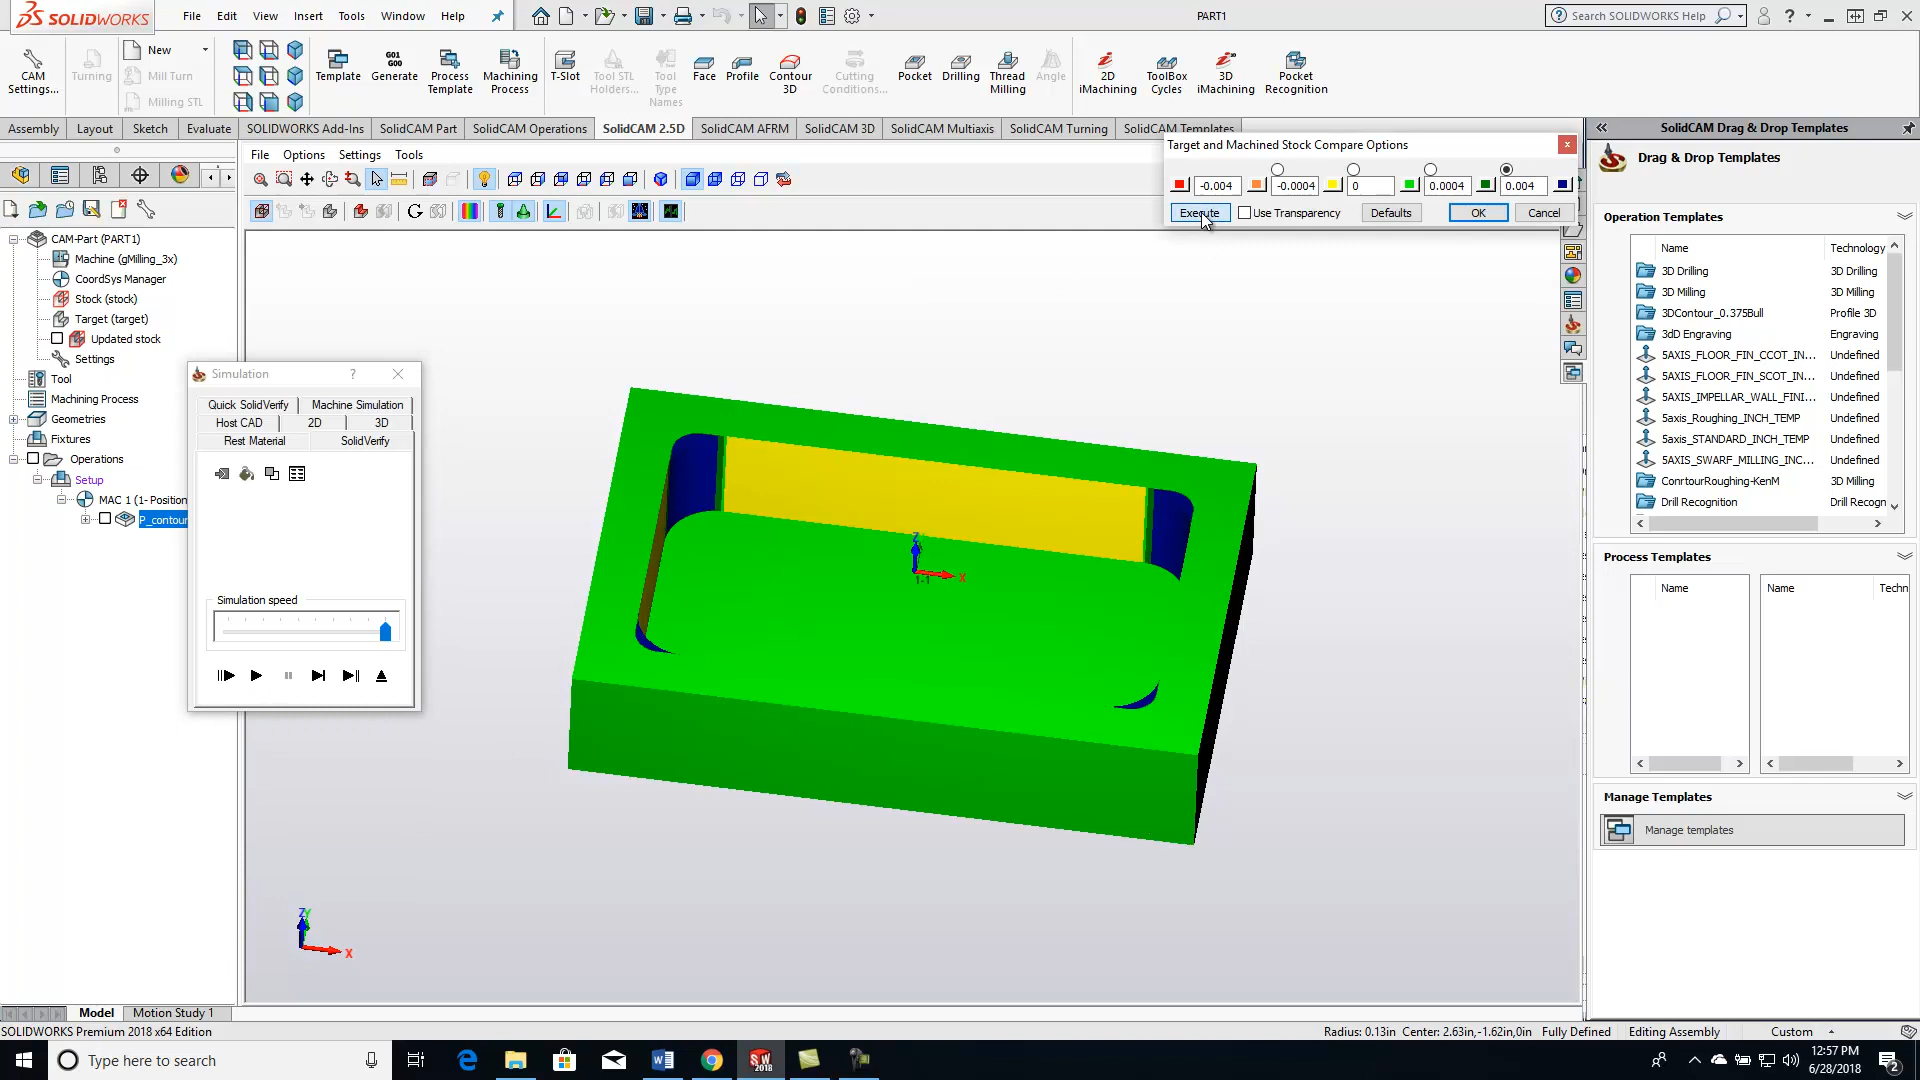 SOLIDWORKS File Edit View Insert Tools Window Help PART1 Search SOLIDWORKS Help
CAM Settings... Turning New Mill Turn Milling STL Template Generate Process Template Machining Process T-Slot Tool STL Holders... Tool Type Names Face Profile Contour 3D Cutting Conditions... Pocket Drilling Thread Milling Angle 2D iMachining ToolBox Cycles 3D iMachining Pocket Recognition
G01
G00
Assembly Layout Sketch Evaluate SOLIDWORKS Add-Ins SolidCAM Part SolidCAM Operations SolidCAM 2.5D SolidCAM AFRM SolidCAM 3D SolidCAM Multiaxis SolidCAM Turning SolidCAM Templates
File Options Settings Tools
Target and Machined Stock Compare Options
-0.004 -0.0004 0 0.0004 0.004
Execute Use Transparency Defaults OK Cancel
CAM-Part (PART1)
Machine (gMilling_3x)
CoordSys Manager
Stock (stock)
Target (target)
Updated stock
Settings
Tool
Machining Process
Geometries
Fixtures
Operations
Setup
MAC 1 (1- Position
P_contour
Simulation
Quick SolidVerify Machine Simulation
Host CAD 2D 3D
Rest Material SolidVerify
Simulation speed
Z
X
1-1
Z Y
X
SolidCAM Drag & Drop Templates
Drag & Drop Templates
Operation Templates
Name Technology
3D Drilling 3D Drilling
3D Milling 3D Milling
3DContour_0.375Bull Profile 3D
3dD Engraving Engraving
5AXIS_FLOOR_FIN_CCOT_IN... Undefined
5AXIS_FLOOR_FIN_SCOT_IN... Undefined
5AXIS_IMPELLAR_WALL_FINI... Undefined
5axis_Roughing_INCH_TEMP Undefined
5axis_STANDARD_INCH_TEMP Undefined
5AXIS_SWARF_MILLING_INC... Undefined
ConrtourRoughing-KenM 3D Milling
Drill Recognition Drill Recogn
Process Templates
Name Name Techn
Manage Templates
Manage templates
Model Motion Study 1
SOLIDWORKS Premium 2018 x64 Edition Radius: 0.13in Center: 2.63in,-1.62in,0in Fully Defined Editing Assembly Custom
Type here to search
SW
2018
12:57 PM
6/28/2018
2